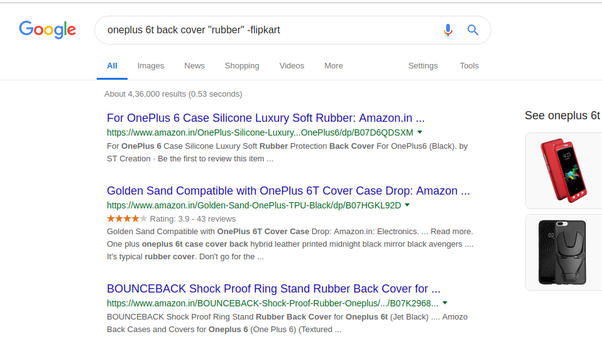 Google
oneplus 6t back cover "rubber" -flipkart
All Images News Shopping Videos More Settings Tools
About 4,36,000 results (0.53 seconds)
For OnePlus 6 Case Silicone Luxury Soft Rubber: Amazon.in ...
https://www.amazon.in/OnePlus-Silicone-Luxury...OnePlus6/dp/B07D6QDSXM
For OnePlus 6 Case Silicone Luxury Soft Rubber Protection Back Cover For OnePlus6 (Black). by
ST Creation · Be the first to review this item ...
Golden Sand Compatible with OnePlus 6T Cover Case Drop: Amazon ...
https://www.amazon.in/Golden-Sand-OnePlus-TPU-Black/dp/B07HGKL92D
Rating: 3.9 - 43 reviews
Golden Sand Compatible with OnePlus 6T Cover Case Drop: Amazon.in: Electronics. ... Read more.
One plus oneplus 6t case cover back hybrid leather printed midnight black mirror black avengers ....
It's typical rubber cover. Don't go for the ...
BOUNCEBACK Shock Proof Ring Stand Rubber Back Cover for ...
https://www.amazon.in/BOUNCEBACK-Shock-Proof-Rubber-Oneplus/.../B07K2968...
BOUNCEBACK Shock Proof Ring Stand Rubber Back Cover for Oneplus 6t (Jet Black) .... Amozo
Back Cases and Covers for Oneplus 6 (One Plus 6) (Textured ...
See oneplus 6t